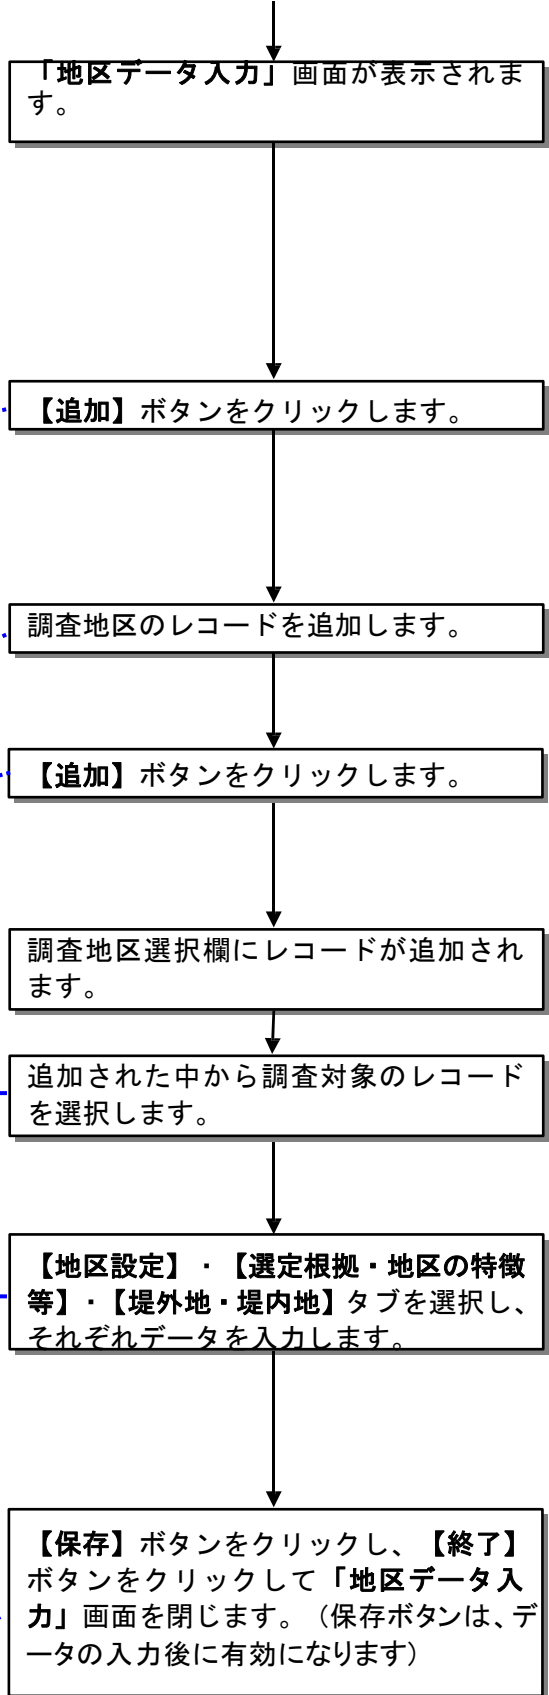 「地区データ入力」画面が表示されま
す。
【追加】ボタンをクリックします。
調査地区のレコードを追加します。
【追加】ボタンをクリックします。
調査地区選択欄にレコードが追加され
ます。
追加された中から調査対象のレコード
を選択します。
【地区設定】・【選定根拠・地区の特徴
等】・【堤外地・堤内地】タブを選択し、
それぞれデータを入力します。
【保存】ボタンをクリックし、【終了】
ボタンをクリックして「地区データ入
力」画面を閉じます。（保存ボタンは、デ
ータの入力後に有効になります）